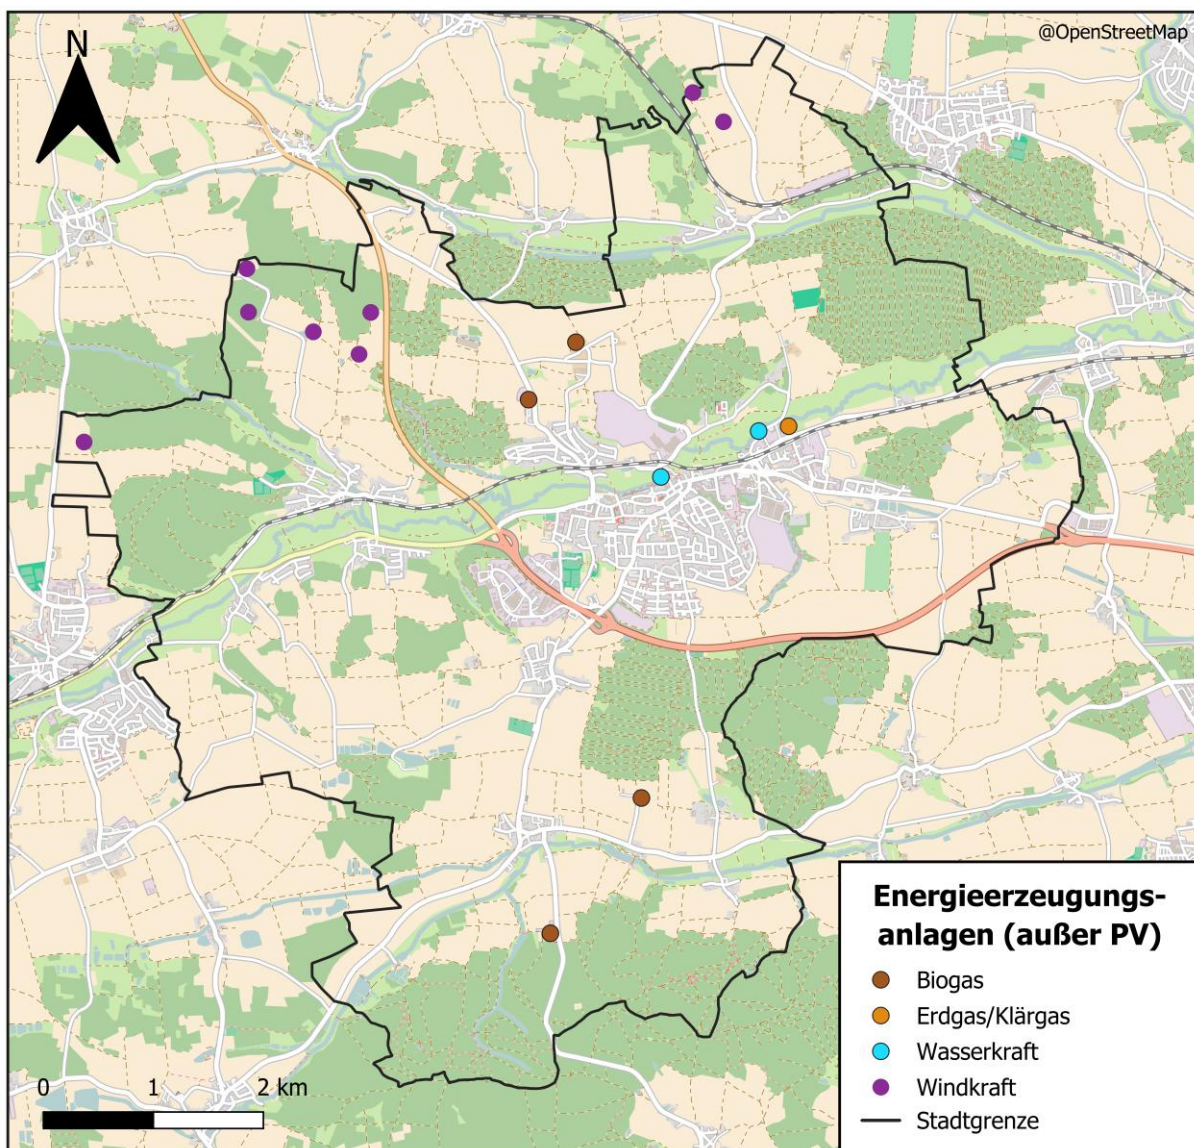 @OpenStreetMap
N
Energieerzeugungs-
anlagen (außer PV)
Biogas
Erdgas/Klärgas
Wasserkraft
Windkraft
Stadtgrenze
0 1 2 km